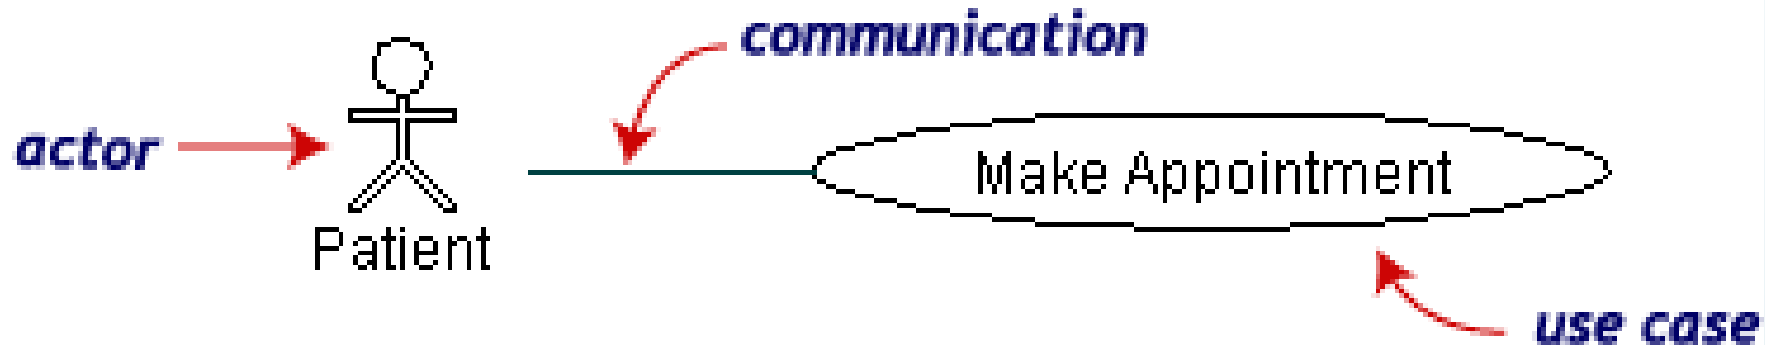 communication
actor
Make Appointment
Patient
use case